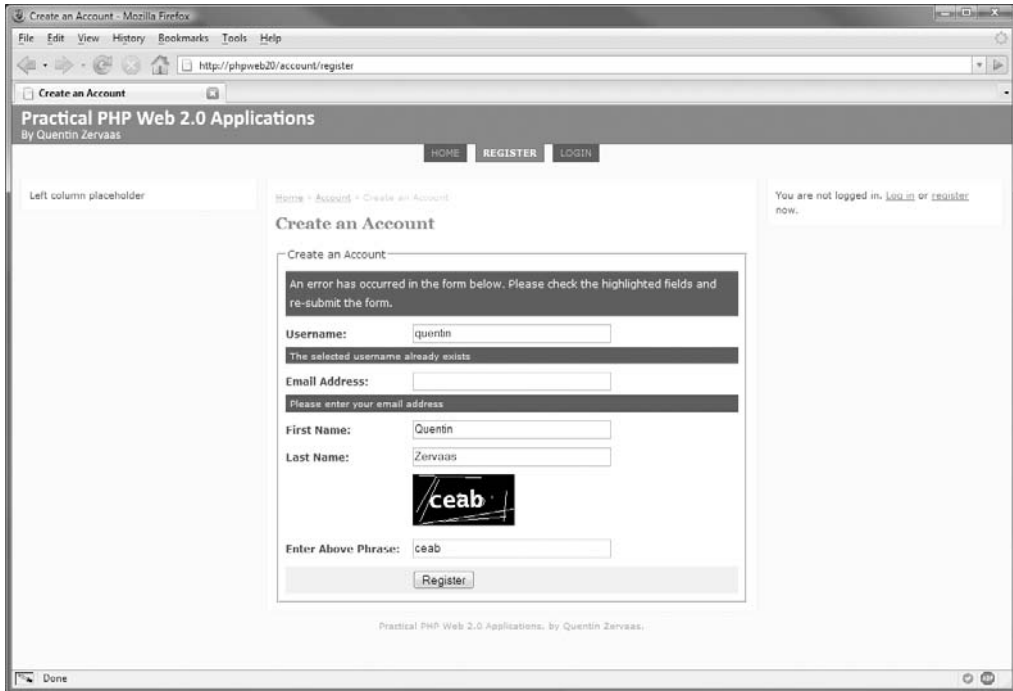 Create an Account - Mozilla Firefox
File Edit View History Bookmarks Tools Help
http://phpweb20/account/register
Create an Account
Practical PHP Web 2.0 Applications
By Quentin Zervaas
HOME REGISTER LOGIN
Left column placeholder
Home > Account > Create an Account
Create an Account
You are not logged in. Log in or register
now.
Create an Account
An error has occurred in the form below. Please check the highlighted fields and
re-submit the form.
Username: quentin
The selected username already exists
Email Address:
Please enter your email address
First Name: Quentin
Last Name: Zervaas
ceab
Enter Above Phrase: ceab
Register
Practical PHP Web 2.0 Applications, by Quentin Zervaas.
Done
ABP